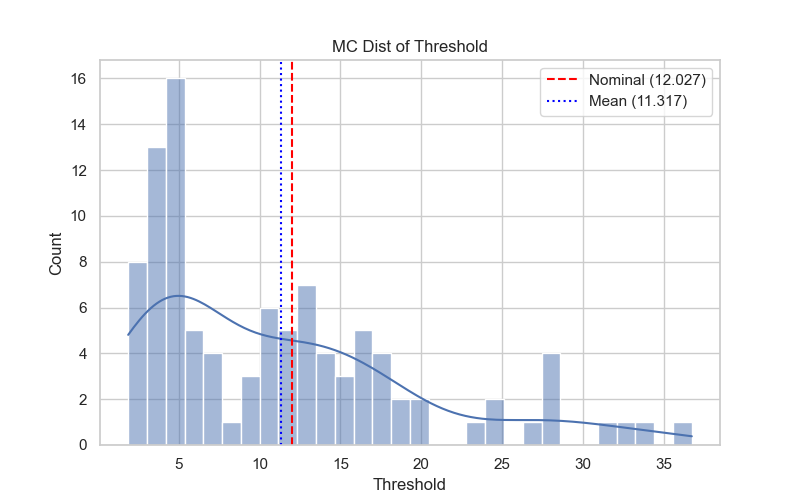 MC Dist of Threshold
Nominal (12.027)
Mean (11.317)
Count
16
14
12
10
8
6
4
2
0
5 10 15 20 25 30 35
Threshold